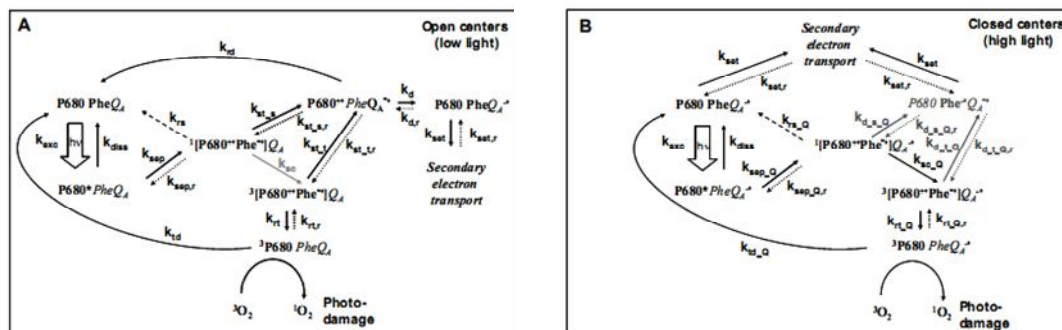 A
Open centers
(low light)
k_rd
P680 PheQ_A
P680⁺• PheQ_A⁻•
k_d
k_d,r
P680 PheQ_A⁻•
k_rs
k_st_s
k_st_s,r
k_set
k_set,r
k_exc
hν
k_diss
k_sep
¹[P680⁺•Phe⁻•]Q_A
k_st_t
k_st_t,r
Secondary
electron
transport
P680* PheQ_A
k_sep,r
k_sc
³[P680⁺•Phe⁻•]Q_A
k_rt
k_rt,r
k_td
³P680 PheQ_A
³O₂
¹O₂
Photo-
damage
B
Closed centers
(high light)
Secondary
electron
transport
k_set
k_set
k_set,r
k_set,r
P680 PheQ_A⁻•
P680 Phe⁻•Q_A⁻•
k_rs_Q
k_d_s_Q
k_d_s_Q,r
k_exc
hν
k_diss
¹[P680⁺•Phe⁻•]Q_A⁻•
k_d_t_Q
k_d_t_Q,r
k_sep_Q
k_sc_Q
P680* PheQ_A
k_sep_Q,r
³[P680⁺•Phe⁻•]Q_A⁻•
k_rt_Q
k_rt_Q,r
k_td_Q
³P680 PheQ_A⁻•
³O₂
¹O₂
Photo-
damage